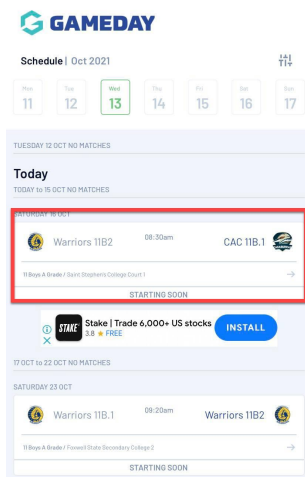 GAMEDAY
Schedule | Oct 2021
Mon Tue Wed Thu Fri Sat Sun
11 12 13 14 15 16 17
TUESDAY 12 OCT NO MATCHES
Today
TODAY to 15 OCT NO MATCHES
SATURDAY 16 OCT
Warriors 11B2 08:30am CAC 11B.1
11 Boys A Grade / Saint Stephen's College Court 1
STARTING SOON
STAKE Stake | Trade 6,000+ US stocks INSTALL
3.8 ★ FREE
17 OCT to 22 OCT NO MATCHES
SATURDAY 23 OCT
Warriors 11B.1 09:20am Warriors 11B2
11 Boys A Grade / Foxwell State Secondary College 2
STARTING SOON